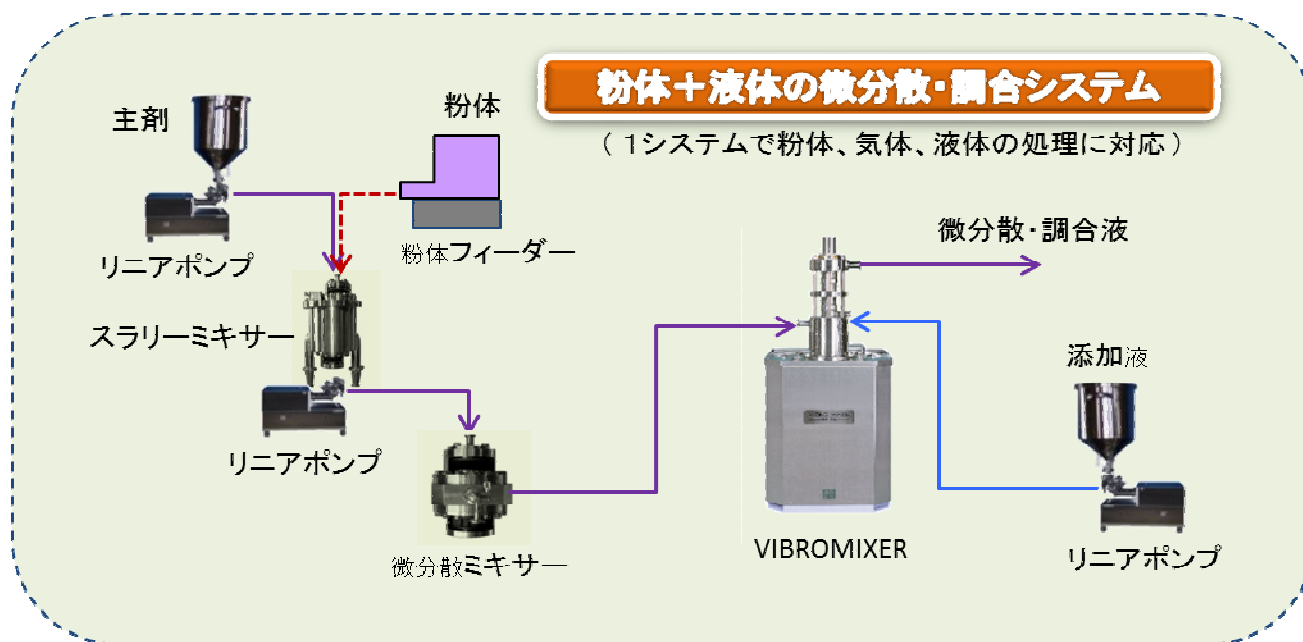 粉体＋液体の微分散・調合システム
（ 1システムで粉体、気体、液体の処理に対応 ）
主剤
粉体
リニアポンプ
粉体フィーダー
スラリーミキサー
リニアポンプ
微分散ミキサー
微分散・調合液
VIBROMIXER
添加液
リニアポンプ